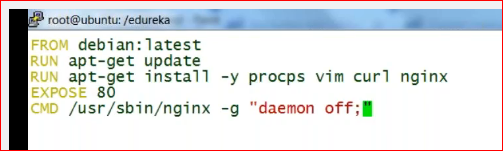 root@ubuntu: /edureka
FROM debian:latest
RUN apt-get update
RUN apt-get install -y procps vim curl nginx
EXPOSE 80
CMD /usr/sbin/nginx -g "daemon off;"